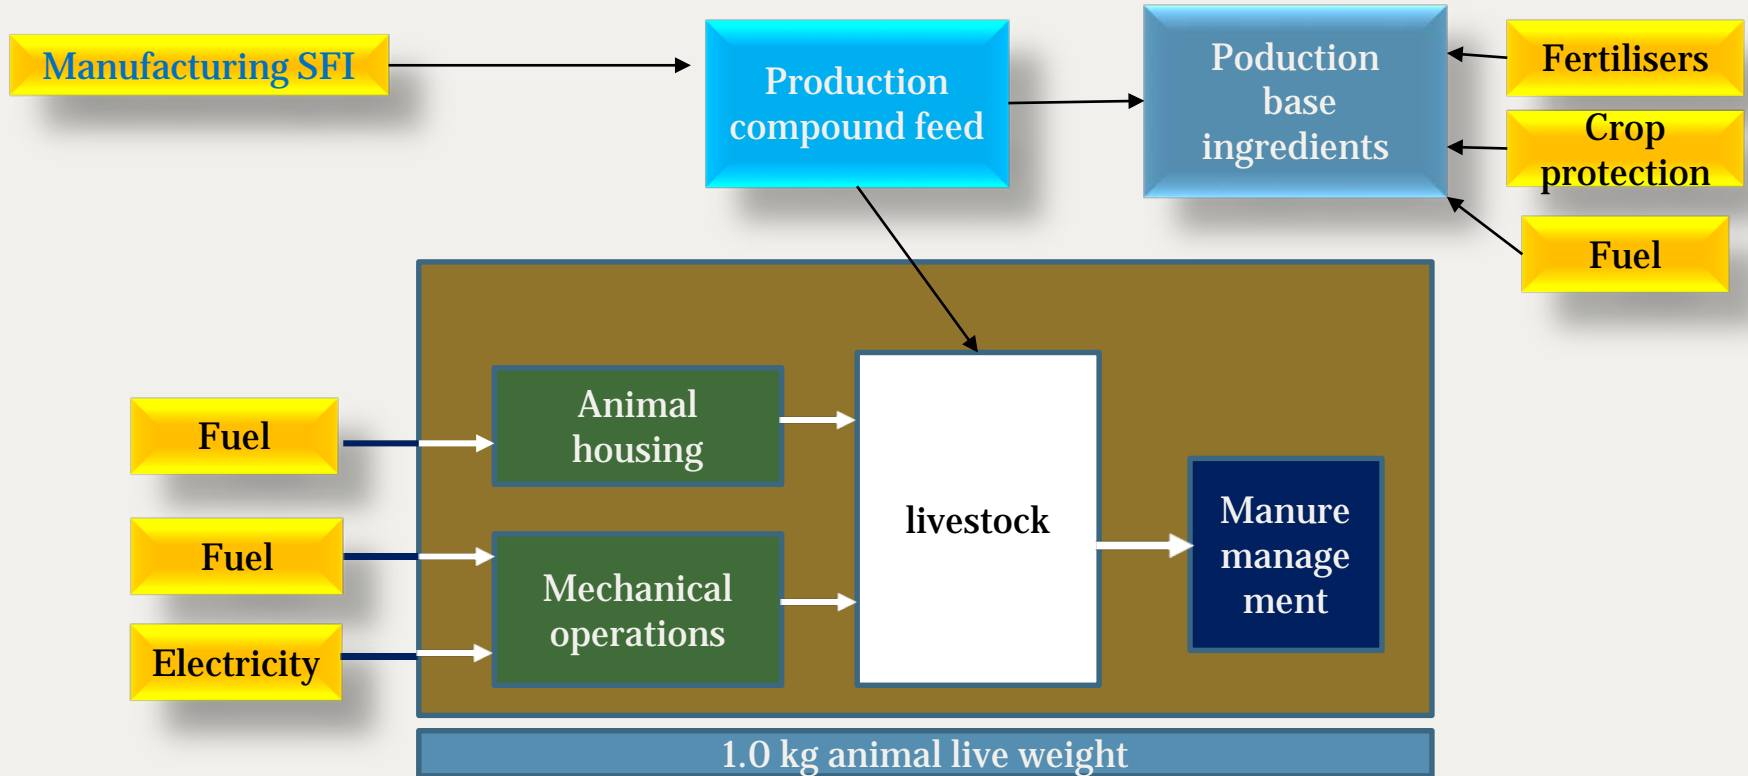 Manufacturing SFI
Production
compound feed
Poduction
base
ingredients
Fertilisers
Crop
protection
Fuel
Fuel
Fuel
Electricity
Animal
housing
Mechanical
operations
livestock
Manure
manage
ment
1.0 kg animal live weight